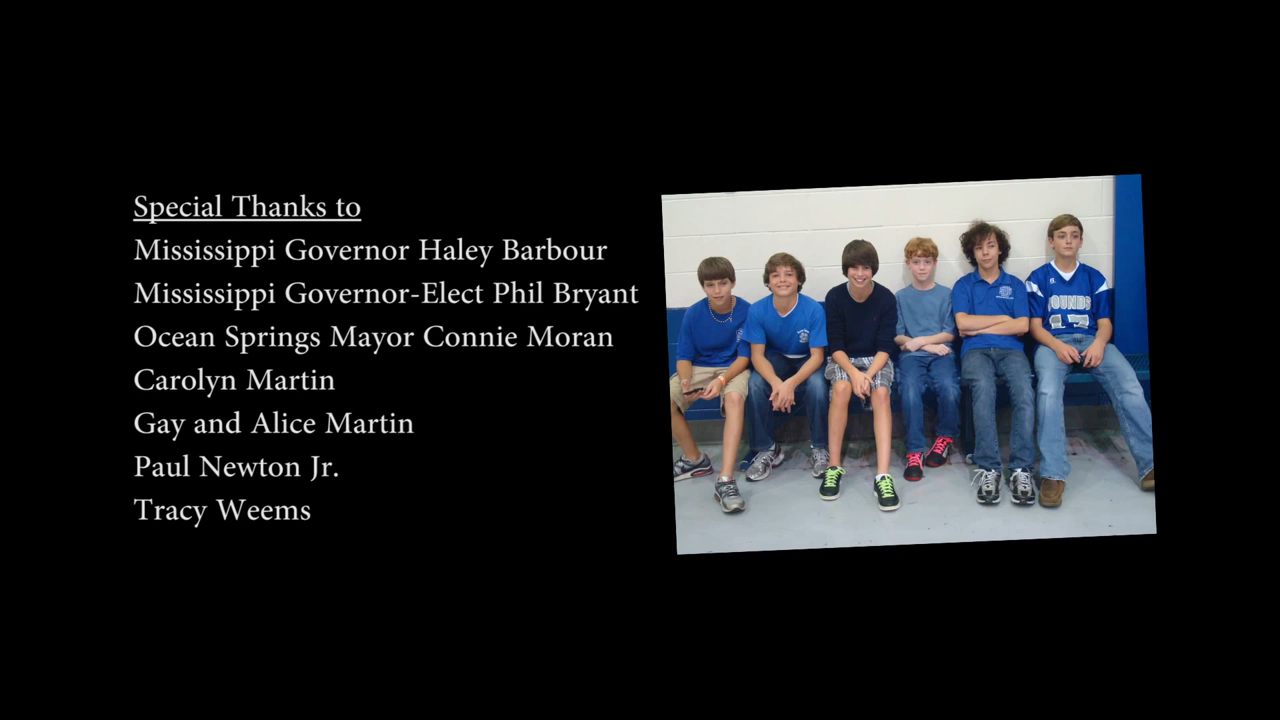 Special Thanks to
Mississippi Governor Haley Barbour
Mississippi Governor-Elect Phil Bryant
Ocean Springs Mayor Connie Moran
Carolyn Martin
Gay and Alice Martin
Paul Newton Jr.
Tracy Weems